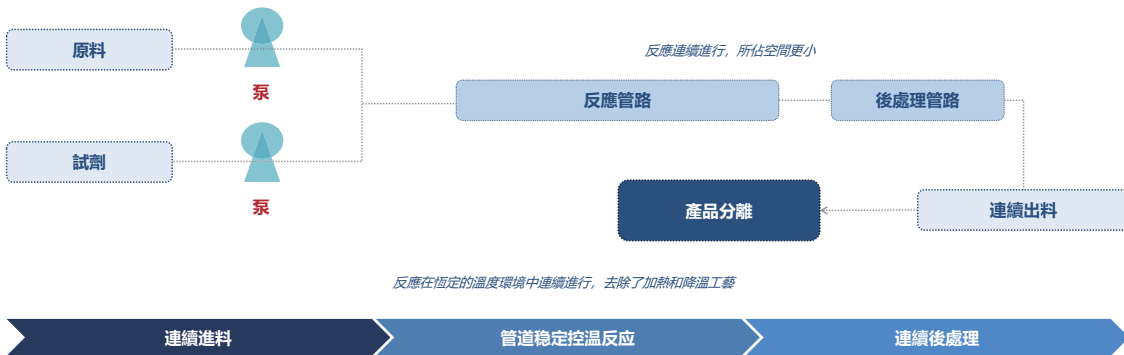 原料
泵
試劑
泵
反應連續進行，所佔空間更小
反應管路
後處理管路
產品分離
連續出料
反應在恆定的溫度環境中連續進行，去除了加熱和降溫工藝
連續進料
管道稳定控温反应
連續後處理